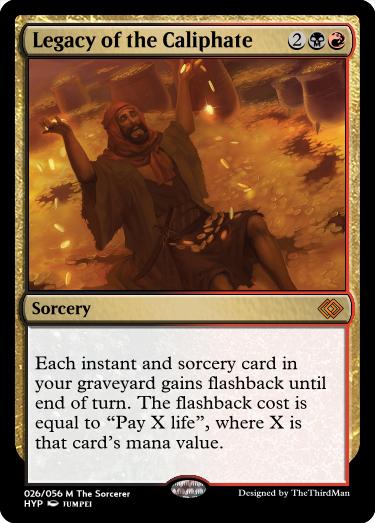 Legacy of the Caliphate 2
Sorcery
Each instant and sorcery card in
your graveyard gains flashback until
end of turn. The flashback cost is
equal to “Pay X life”, where X is
that card’s mana value.
026/056 M The Sorcerer
Designed by TheThirdMan
HYP JUMPEI